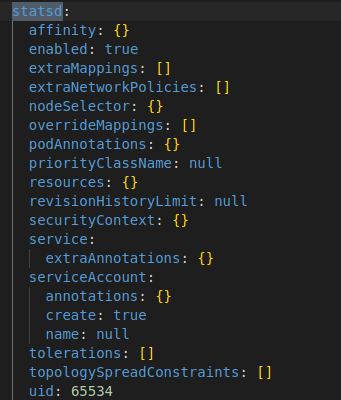 statsd:
  affinity: {}
  enabled: true
  extraMappings: []
  extraNetworkPolicies: []
  nodeSelector: {}
  overrideMappings: []
  podAnnotations: {}
  priorityClassName: null
  resources: {}
  revisionHistoryLimit: null
  securityContext: {}
  service:
    extraAnnotations: {}
  serviceAccount:
    annotations: {}
    create: true
    name: null
  tolerations: []
  topologySpreadConstraints: []
  uid: 65534